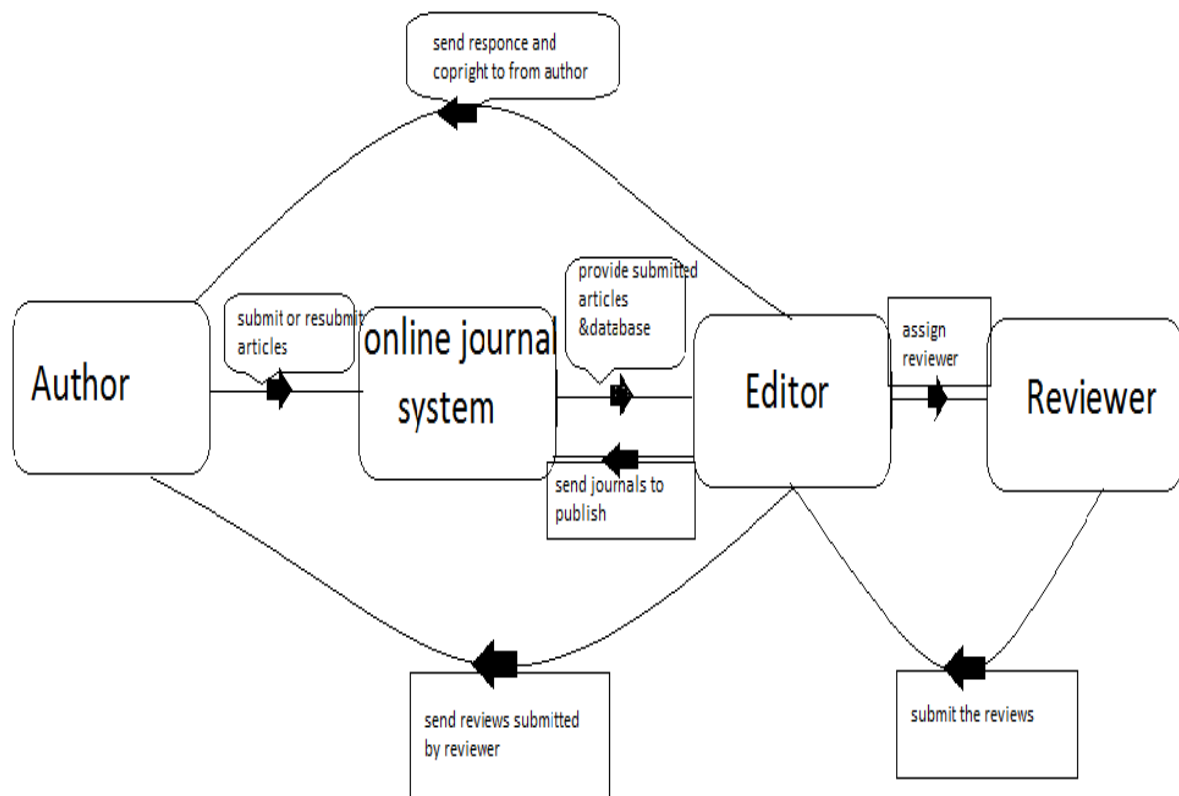 send responce and
copright to from author
provide submitted
articles
&database
submit or resubmit
articles
assign
reviewer
Author
online journal
system
Editor
Reviewer
send journals to
publish
send reviews submitted
by reviewer
submit the reviews